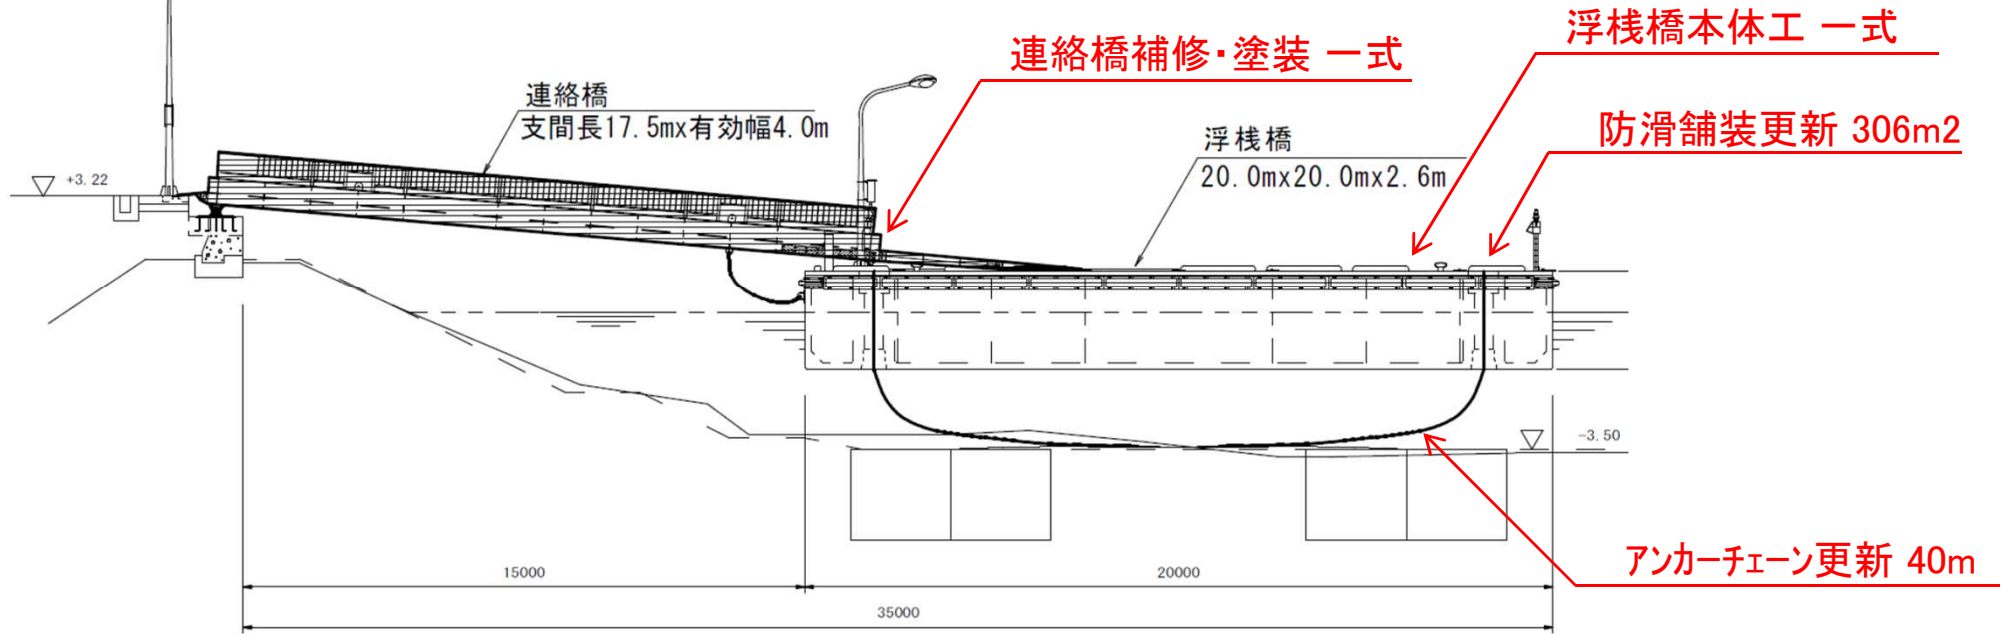 浮桟橋本体工 一式
連絡橋補修・塗装 一式
連絡橋
支間長17.5mx有効幅4.0m
防滑舗装更新 306m2
浮桟橋
20.0mx20.0mx2.6m
+3.22
-3.50
アンカーチェーン更新 40m
15000
20000
35000